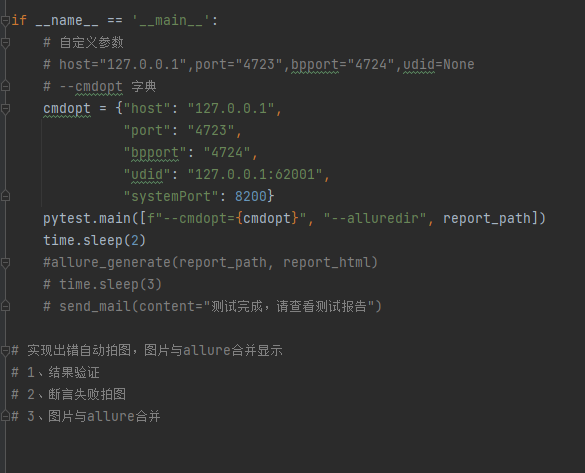 if __name__ == '__main__':
# 自定义参数
# host="127.0.0.1",port="4723",bpport="4724",udid=None
# --cmdopt 字典
cmdopt = {"host": "127.0.0.1",
"port": "4723",
"bpport": "4724",
"udid": "127.0.0.1:62001",
"systemPort": 8200}
pytest.main([f"--cmdopt={cmdopt}", "--alluredir", report_path])
time.sleep(2)
#allure_generate(report_path, report_html)
# time.sleep(3)
# send_mail(content="测试完成，请查看测试报告")
# 实现出错自动拍图，图片与allure合并显示
# 1、结果验证
# 2、断言失败拍图
# 3、图片与allure合并